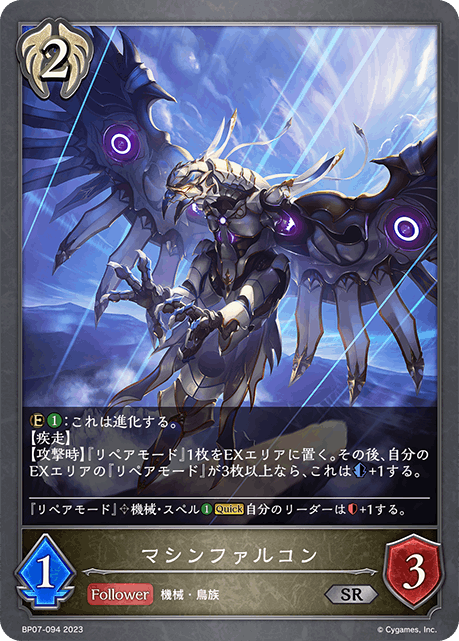 2
E 1：これは進化する。
【疾走】
【攻撃時】『リペアモード』1枚をEXエリアに置く。その後、自分の
EXエリアの『リペアモード』が3枚以上なら、これは+1する。
『リペアモード』機械・スペル 1 Quick 自分のリーダーは+1する。
マシンファルコン
1
Follower 機械・鳥族
SR
3
BP07-094 2023
© Cygames, Inc.